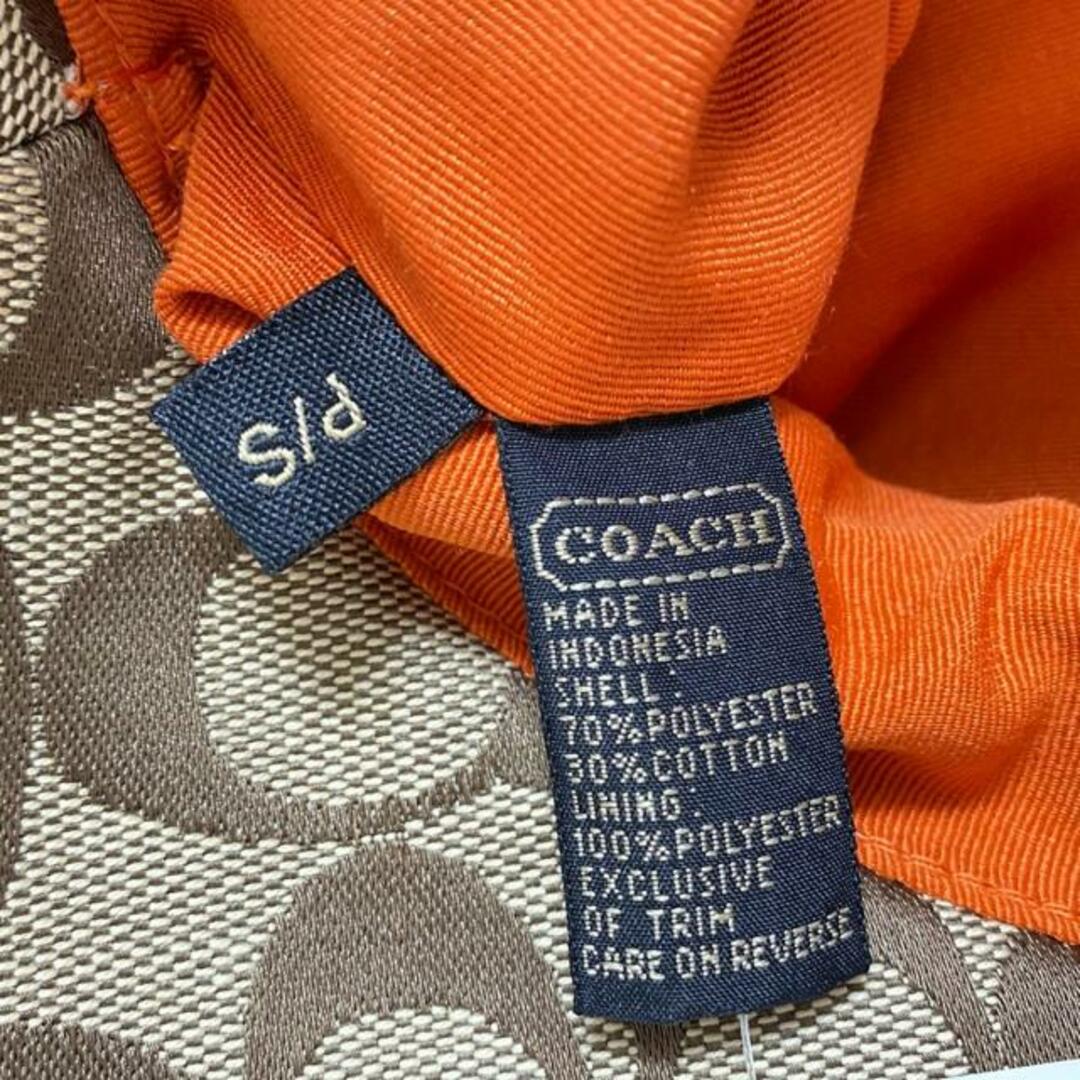 P/S
COACH
MADE IN
INDONESIA
SHELL :
70% POLYESTER
30% COTTON
LINING :
100% POLYESTER
EXCLUSIVE
OF TRIM
CARE ON REVERSE